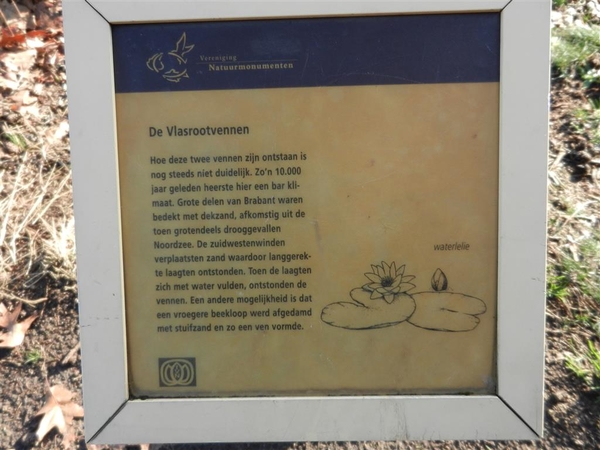 Vereniging
Natuurmonumenten
De Vlasrootvennen
Hoe deze twee vennen zijn ontstaan is
nog steeds niet duidelijk. Zo'n 10.000
jaar geleden heerste hier een bar kli-
maat. Grote delen van Brabant waren
bedekt met dekzand, afkomstig uit de
toen grotendeels drooggevallen
Noordzee. De zuidwestenwinden
verplaatsten zand waardoor langgerek-
te laagten ontstonden. Toen de laagten
zich met water vulden, ontstonden de
vennen. Een andere mogelijkheid is dat
een vroegere beekloop werd afgedamd
met stuifzand en zo een ven vormde.
waterlelie